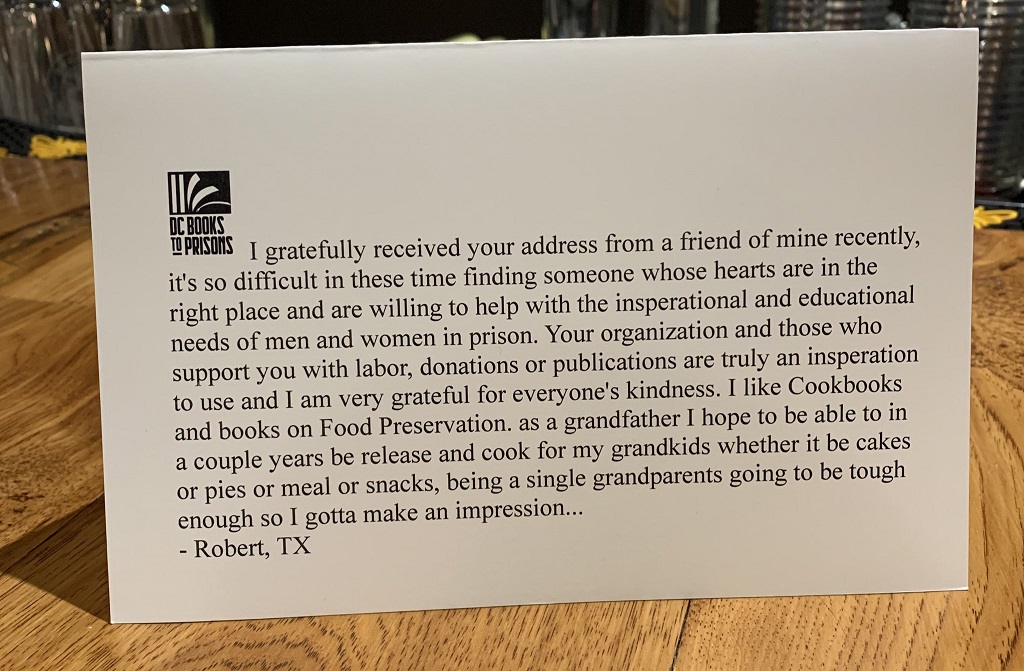 DC BOOKS
TO PRISONS
I gratefully received your address from a friend of mine recently,
it's so difficult in these time finding someone whose hearts are in the
right place and are willing to help with the insperational and educational
needs of men and women in prison. Your organization and those who
support you with labor, donations or publications are truly an insperation
to use and I am very grateful for everyone's kindness. I like Cookbooks
and books on Food Preservation. as a grandfather I hope to be able to in
a couple years be release and cook for my grandkids whether it be cakes
or pies or meal or snacks, being a single grandparents going to be tough
enough so I gotta make an impression...
- Robert, TX